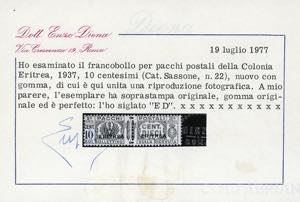 Dott. Enzo Diena
Via Crescenzio 19, Roma
19 luglio 1977
Ho esaminato il francobollo per pacchi postali della Colonia
Eritrea, 1937, 10 centesimi (Cat. Sassone, n. 22), nuovo con
gomma, di cui è qui unita una riproduzione fotografica. A mio
parere, l'esemplare ha soprastampa originale, gomma origi-
nale ed è perfetto: l'ho siglato "E D". x x x x x x x x x x x